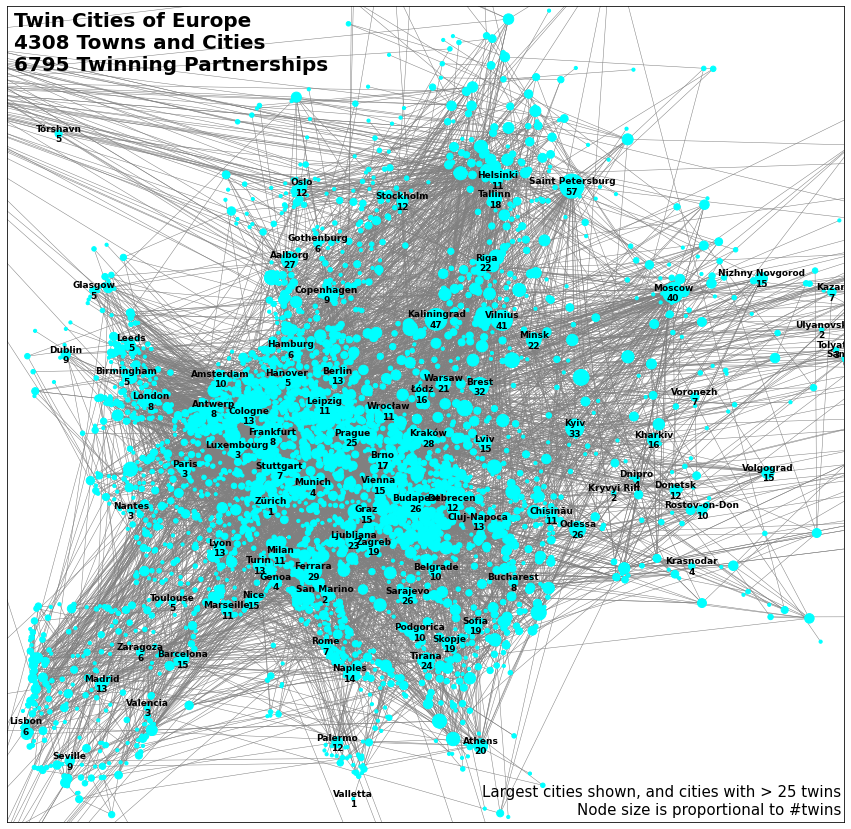 Twin Cities of Europe
4308 Towns and Cities
6795 Twinning Partnerships
Tórshavn
5
Helsinki
11
Saint Petersburg
57
Oslo
12
Tallinn
18
Stockholm
12
Gothenburg
6
Aalborg
27
Riga
22
Nizhny Novgorod
15
Glasgow
5
Copenhagen
9
Moscow
40
Kazan
7
Kaliningrad
47
Vilnius
41
Ulyanovsk
2
Leeds
5
Minsk
22
Dublin
9
Hamburg
6
Tolyat
3
Sam
Birmingham
5
Amsterdam
10
Hanover
5
Berlin
13
Warsaw
21
Brest
32
London
8
Łódź
16
Voronezh
7
Antwerp
8
Cologne
13
Leipzig
11
Wrocław
11
Kyiv
33
Frankfurt
8
Prague
25
Kraków
28
Lviv
15
Kharkiv
16
Luxembourg
3
Brno
17
Paris
3
Stuttgart
7
Volgograd
15
Munich
4
Vienna
15
Dnipro
4
Kryvyi Rih
2
Donetsk
12
Zürich
1
Budapest
26
Debrecen
12
Nantes
3
Graz
15
Cluj-Napoca
13
Chisinau
11
Rostov-on-Don
10
Odessa
26
Ljubljana
23
Zagreb
19
Lyon
13
Milan
11
Turin
13
Ferrara
29
Belgrade
10
Krasnodar
4
Genoa
4
Bucharest
8
San Marino
2
Sarajevo
26
Nice
15
Toulouse
5
Marseille
11
Sofia
19
Podgorica
10
Skopje
19
Rome
7
Zaragoza
6
Barcelona
15
Tirana
24
Naples
14
Madrid
13
Valencia
3
Lisbon
6
Palermo
12
Athens
20
Seville
9
Valletta
1
Largest cities shown, and cities with > 25 twins
Node size is proportional to #twins